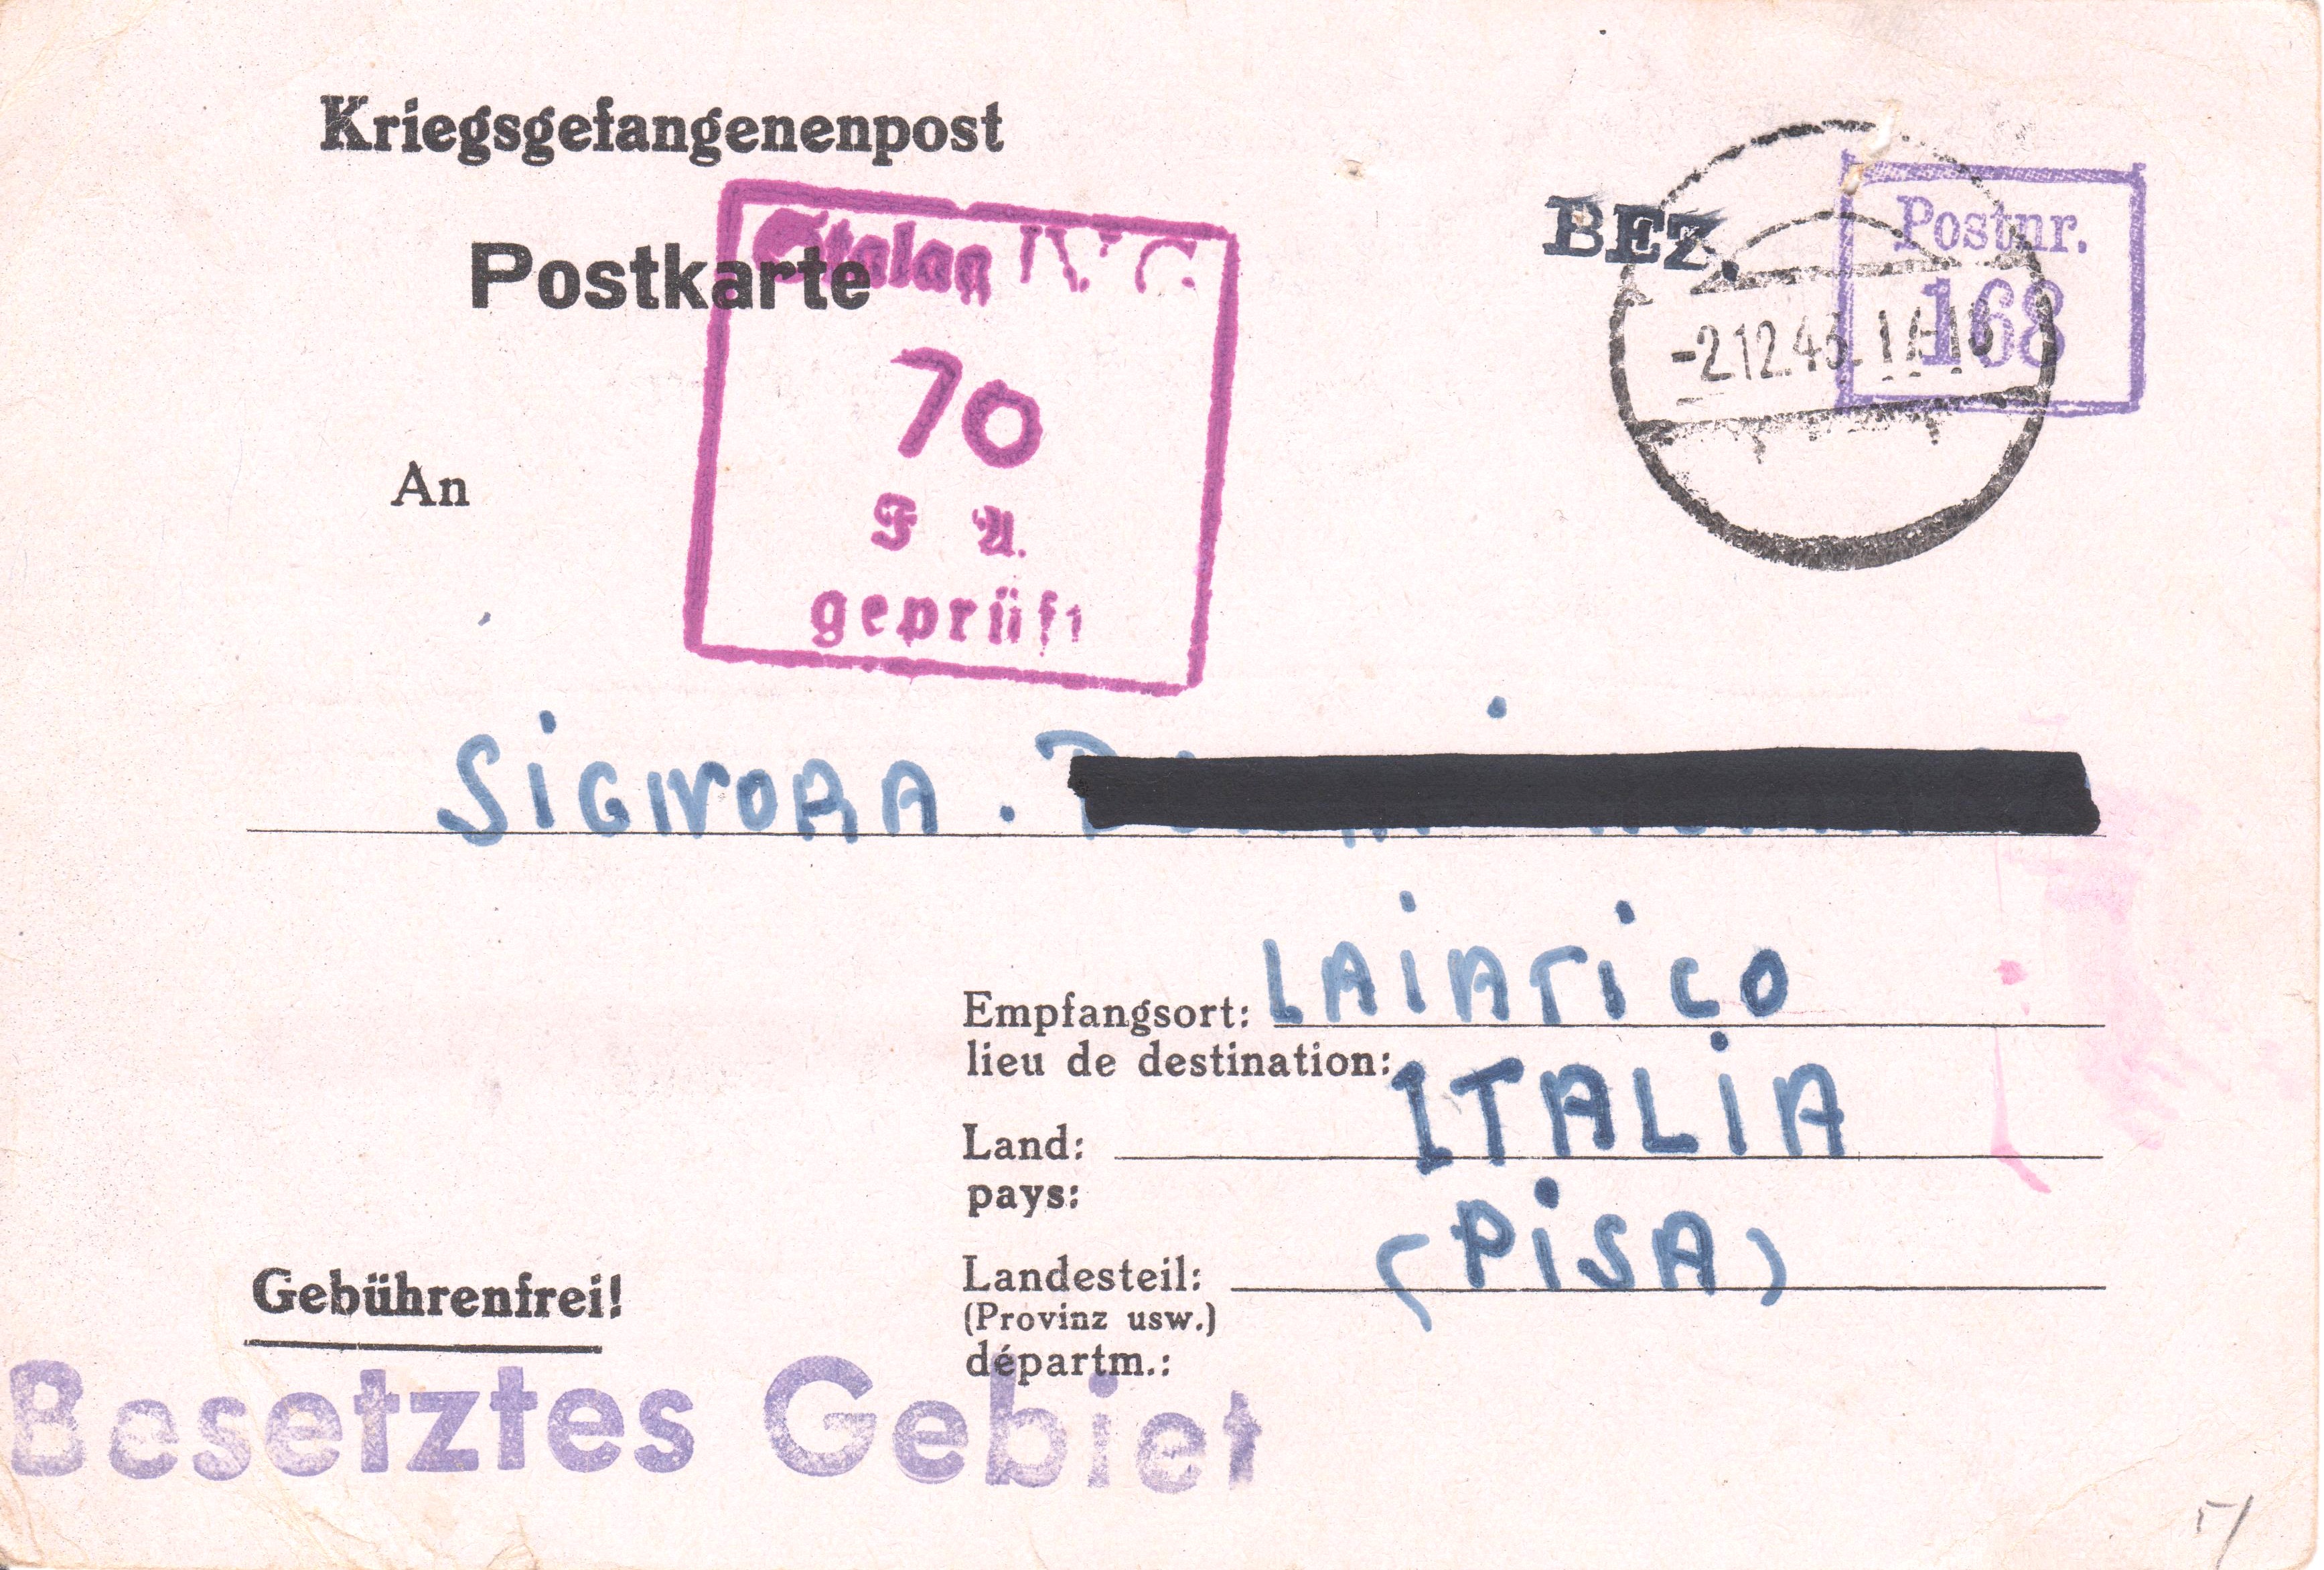 Kriegsgefangenenpost
Postkarte
Stalag IV C
70
F A.
geprüft
BEZ.
-2.12.43.
Postnr.
168
An
SIGNORA.
Empfangsort: LAIATICO
lieu de destination:
Land: ITALIA
pays:
Landesteil: (PISA)
(Provinz usw.)
départm.:
Gebührenfrei!
Besetztes Gebiet